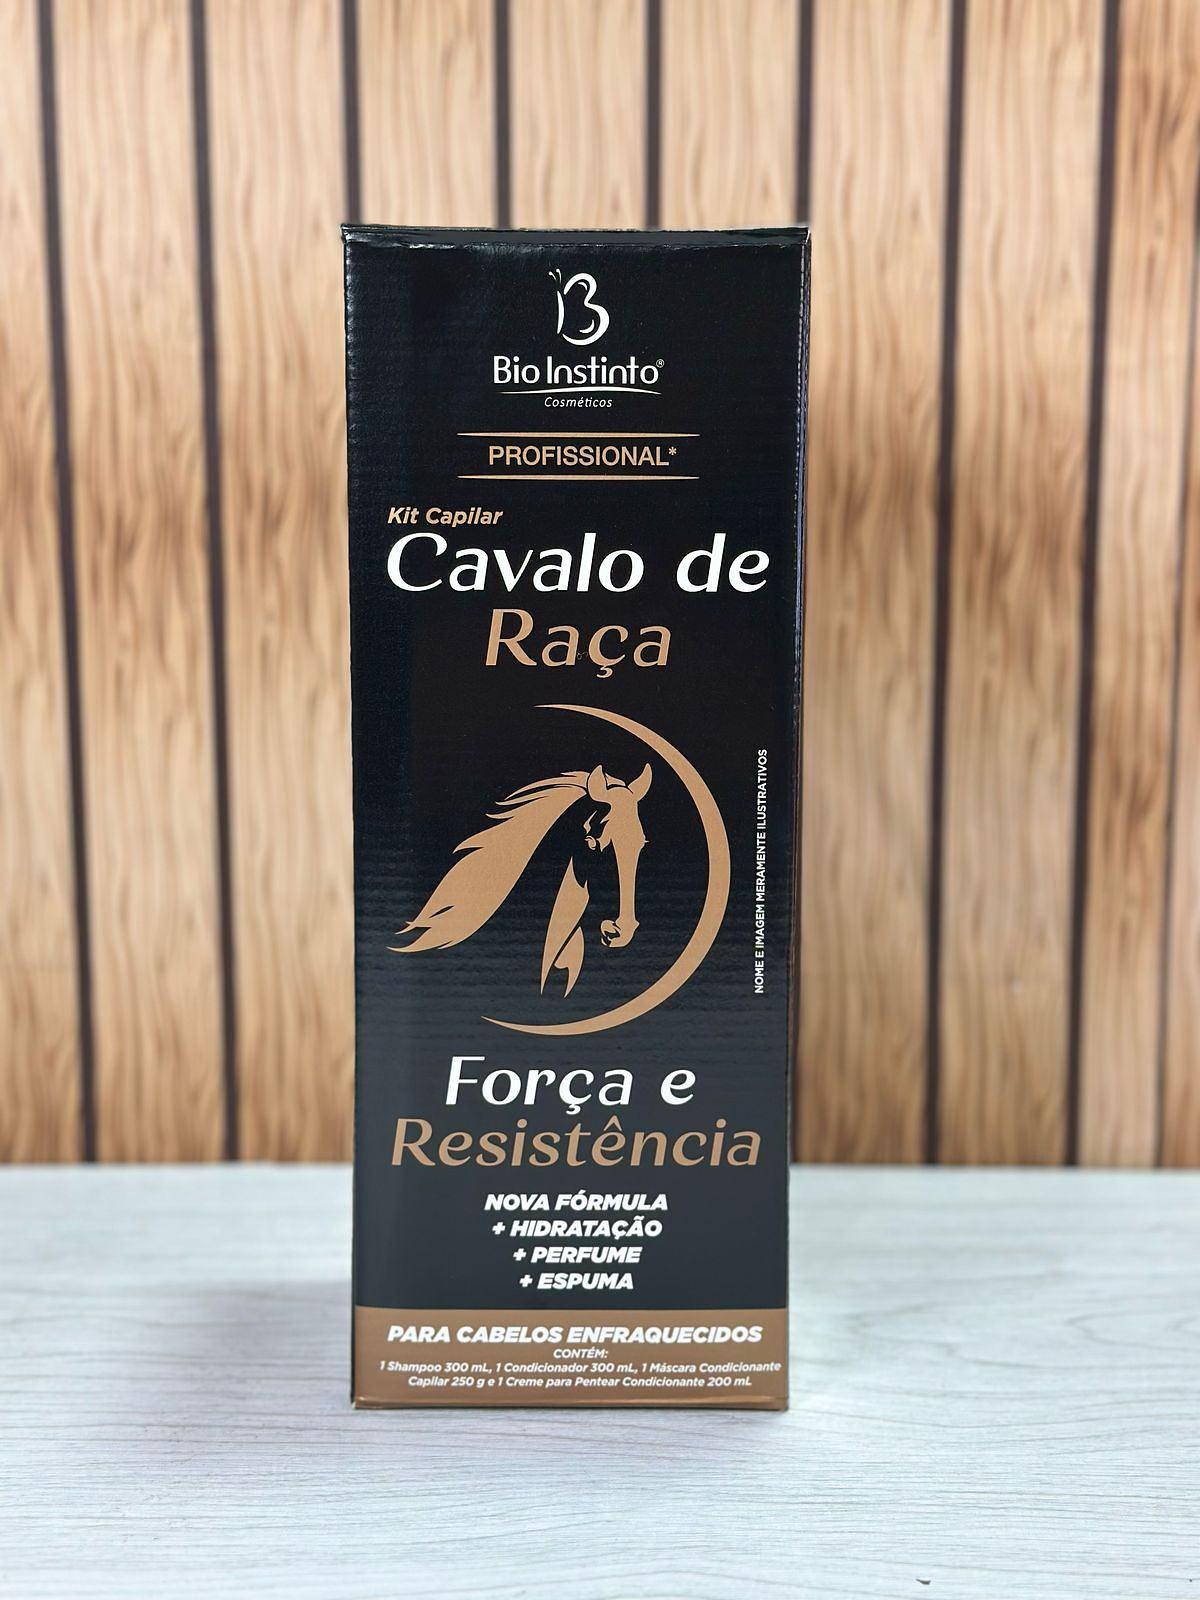 Bio Instinto®
Cosméticos
PROFISSIONAL*
Kit Capilar
Cavalo de
Raça
NOME E IMAGEM MERAMENTE ILUSTRATIVOS
Força e
Resistência
NOVA FÓRMULA
+ HIDRATAÇÃO
+ PERFUME
+ ESPUMA
PARA CABELOS ENFRAQUECIDOS
CONTÉM:
1 Shampoo 300 mL, 1 Condicionador 300 mL, 1 Máscara Condicionante
Capilar 250 g e 1 Creme para Pentear Condicionante 200 mL